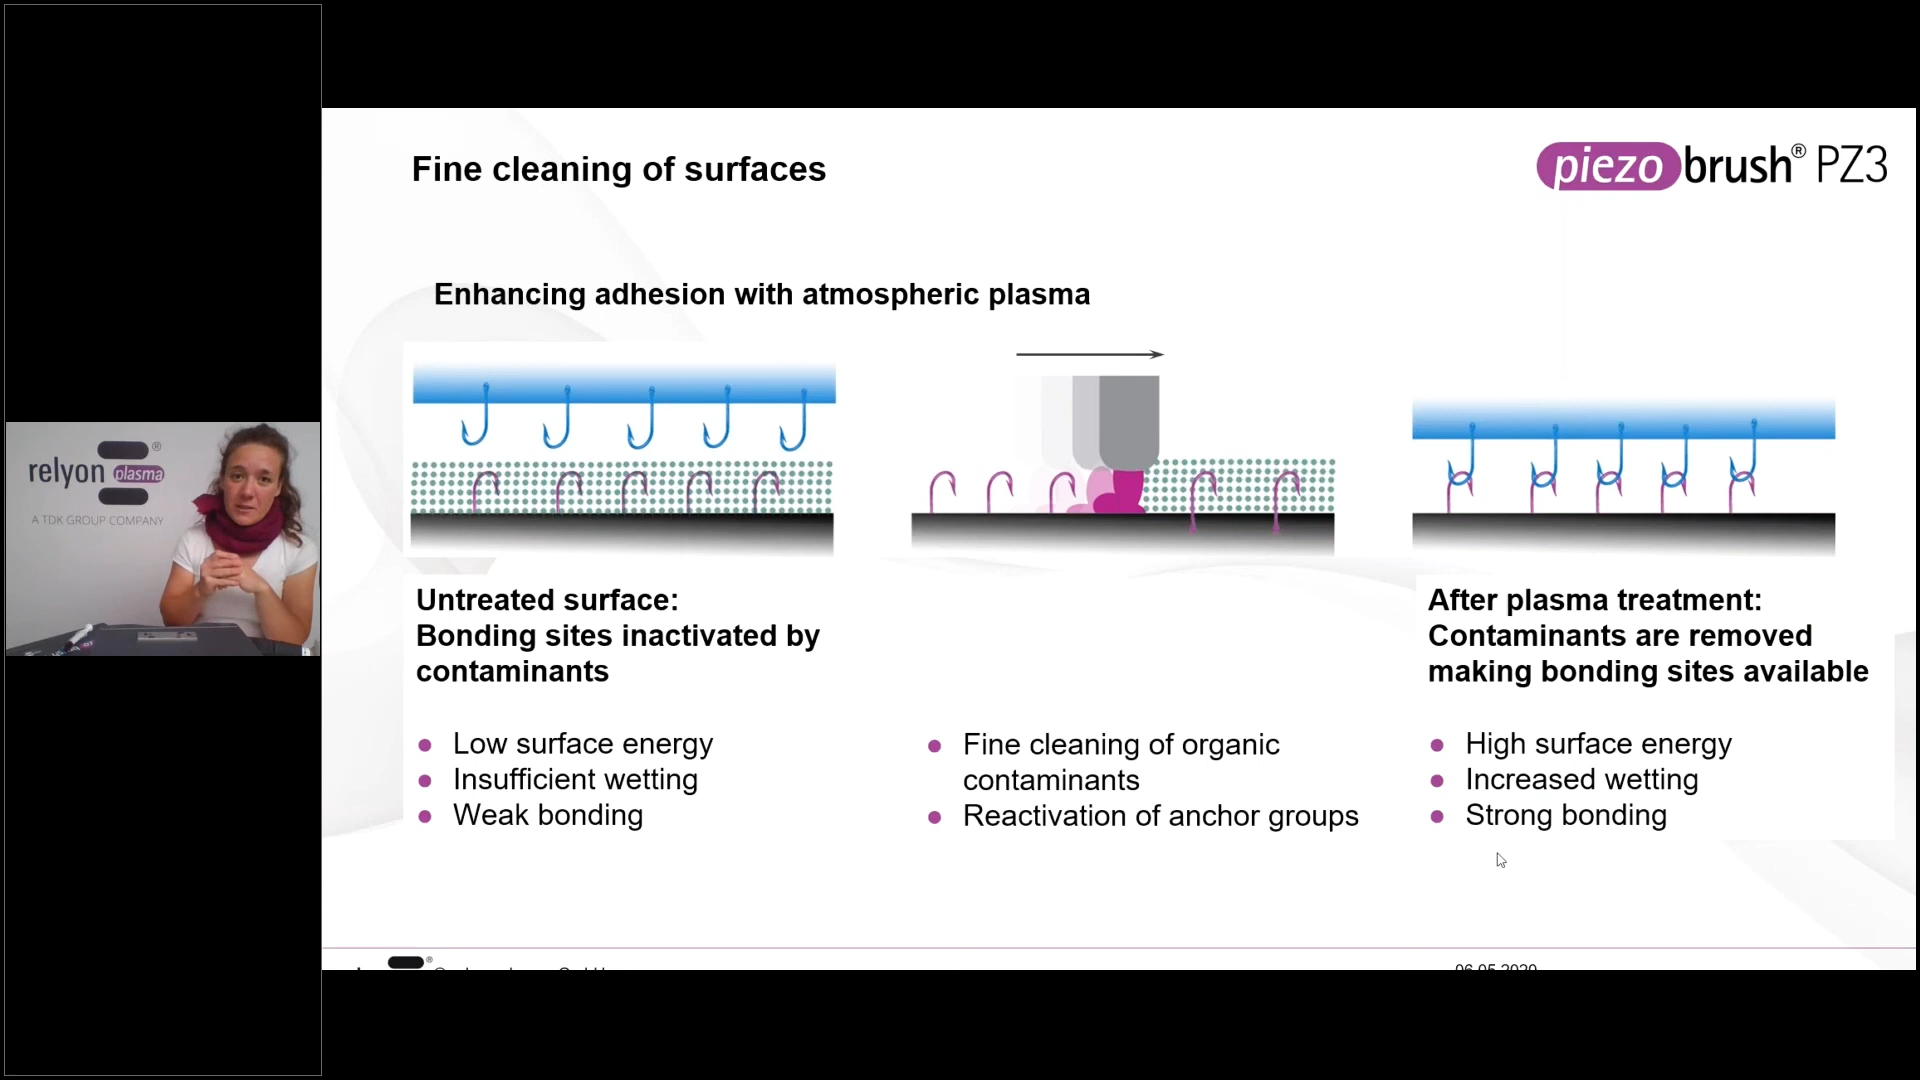 relyon plasma®
A TDK GROUP COMPANY
Fine cleaning of surfaces
piezobrush® PZ3
Enhancing adhesion with atmospheric plasma
Untreated surface:
Bonding sites inactivated by
contaminants
Low surface energy
Insufficient wetting
Weak bonding
Fine cleaning of organic
contaminants
Reactivation of anchor groups
After plasma treatment:
Contaminants are removed
making bonding sites available
High surface energy
Increased wetting
Strong bonding
06.05.2020